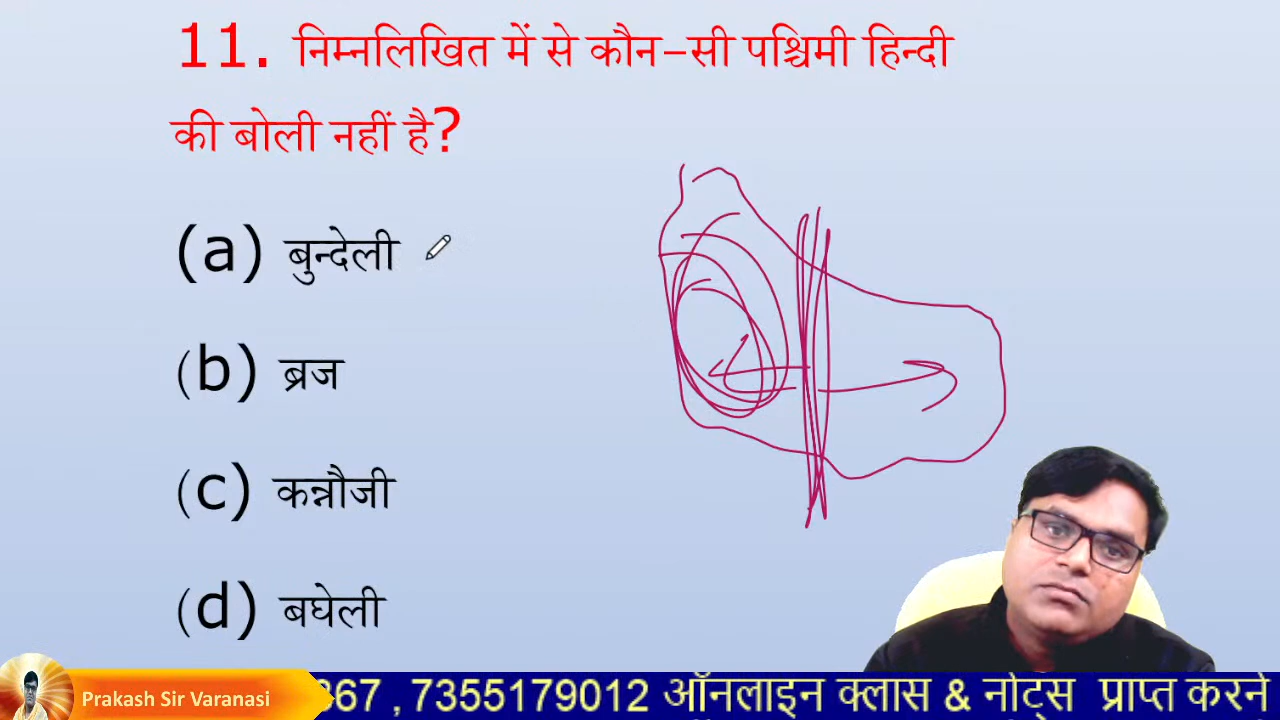 11. निम्नलिखित में से कौन-सी पश्चिमी हिन्दी
की बोली नहीं है?
(a) बुन्देली
(b) ब्रज
(c) कन्नौजी
(d) बघेली
Prakash Sir Varanasi
367 , 7355179012 ऑनलाइन क्लास & नोट्स प्राप्त करने